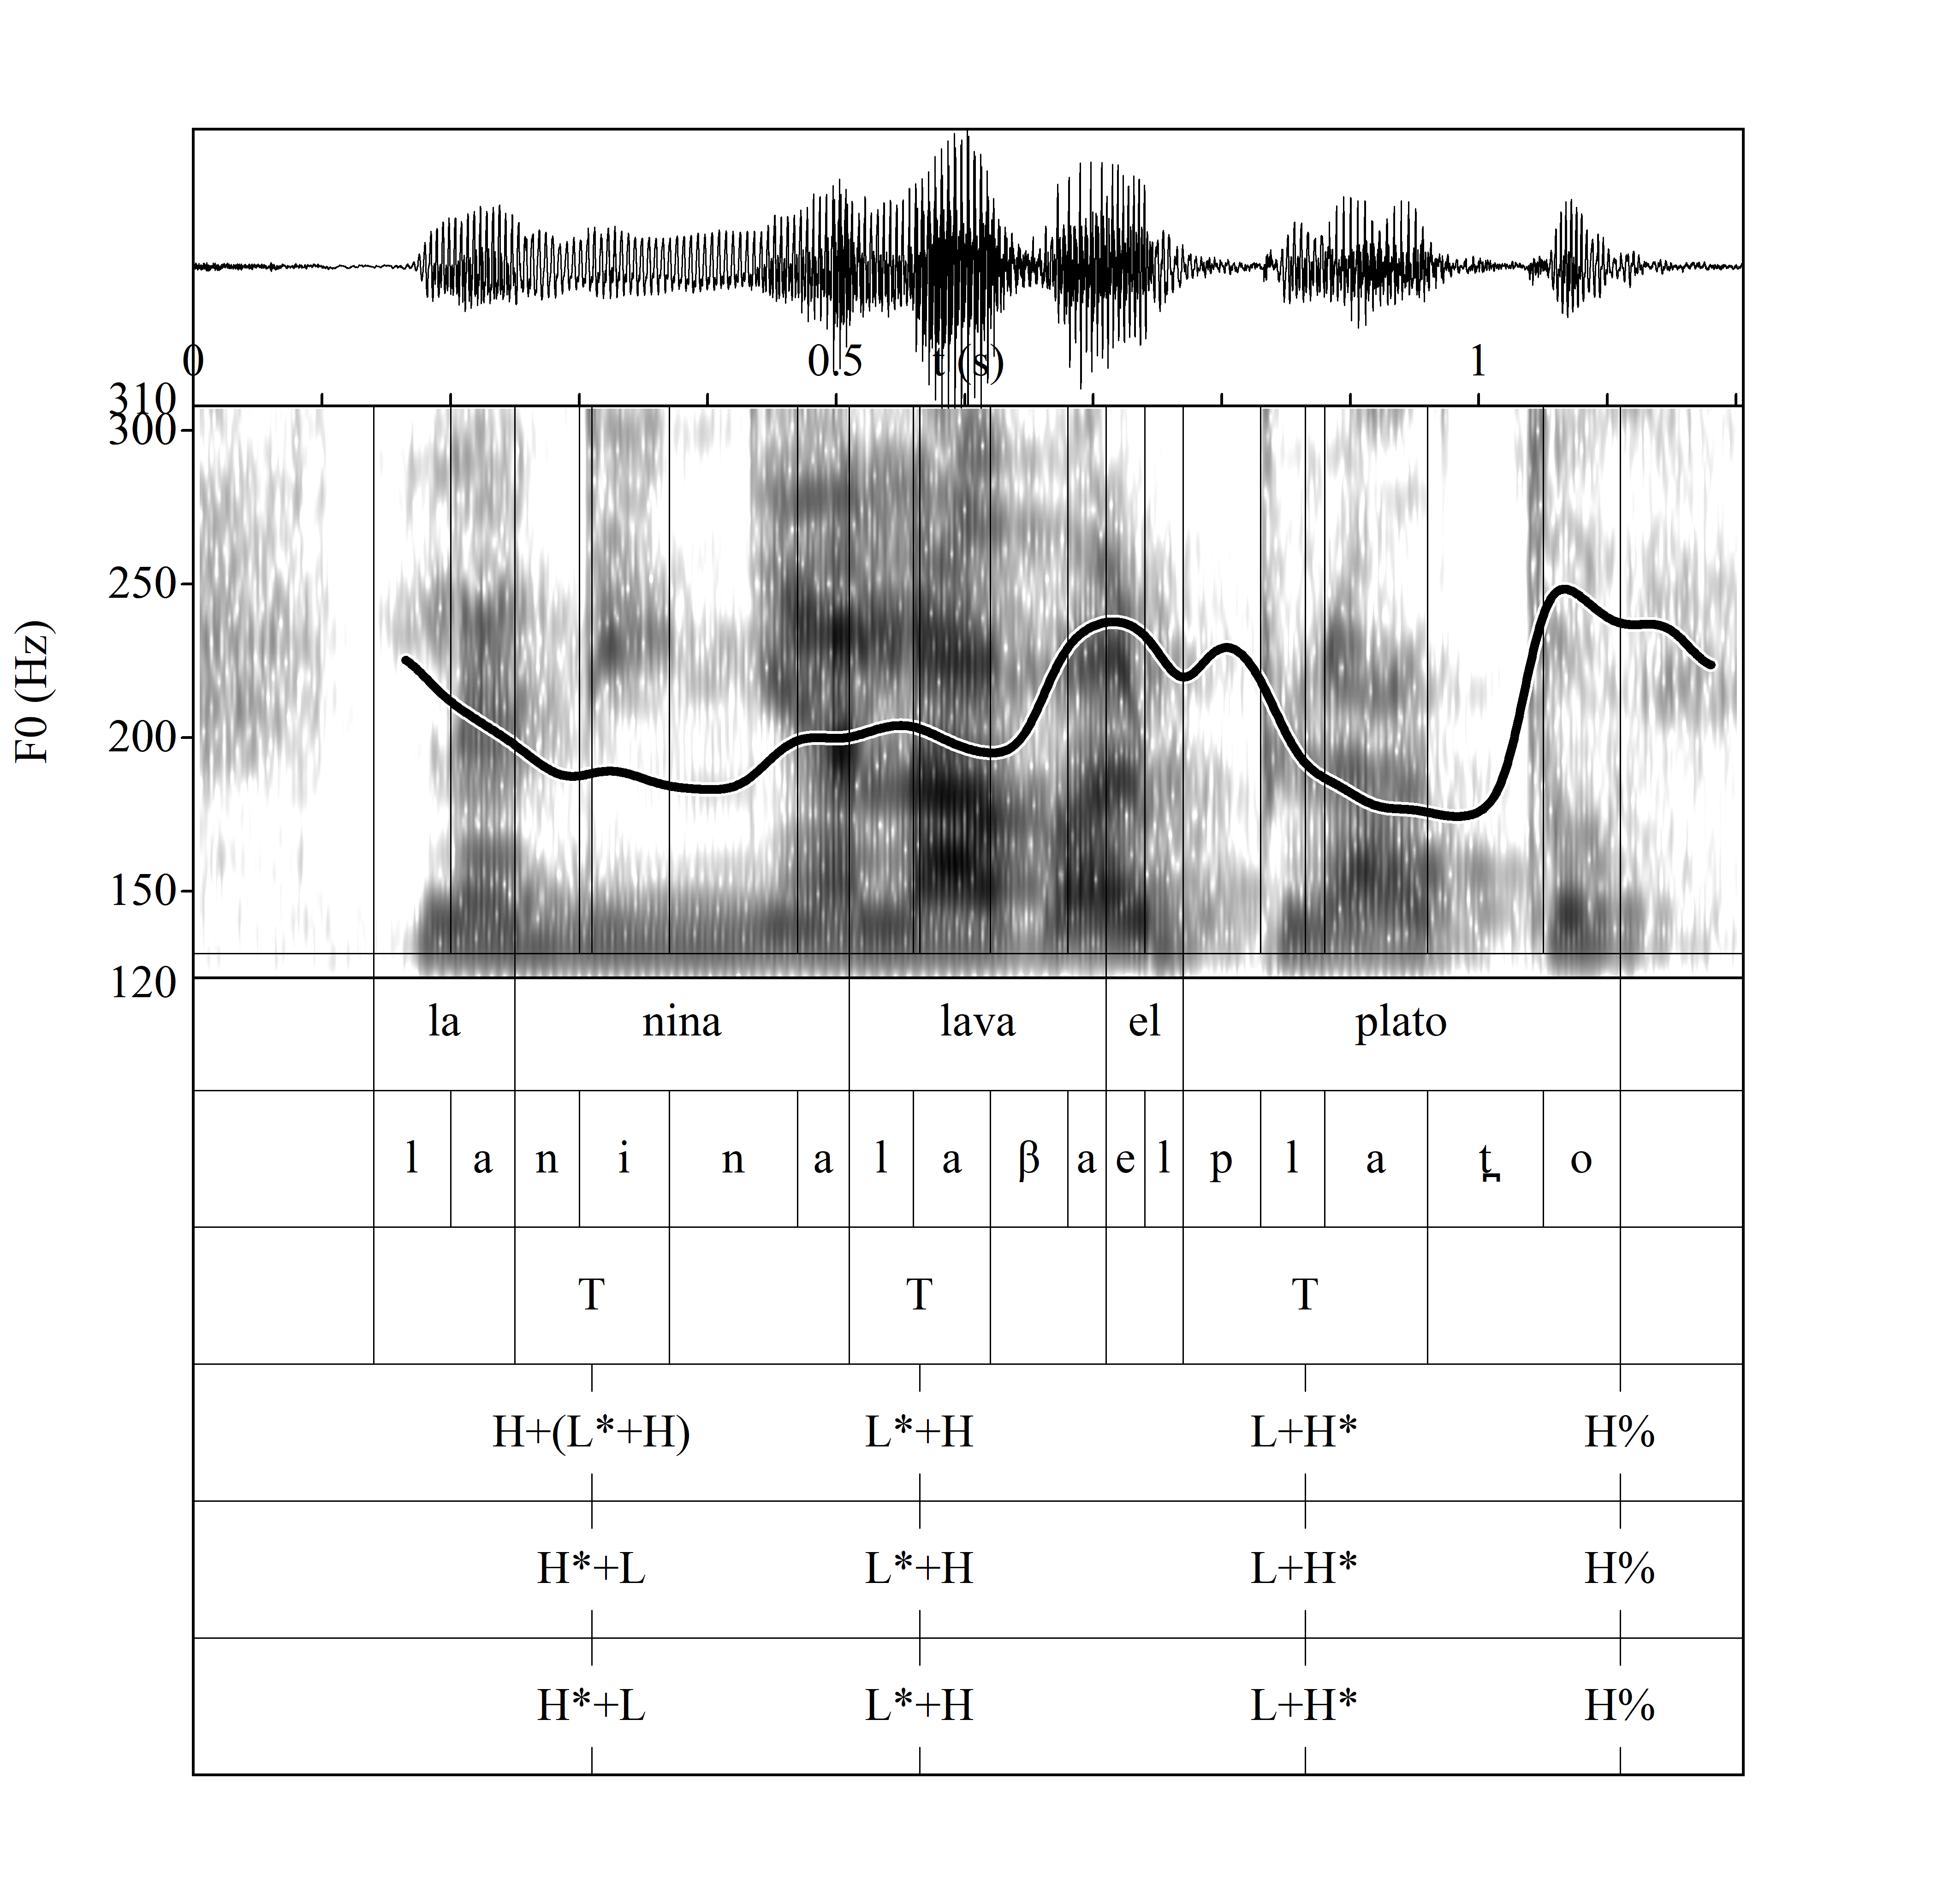 0 0.5 t (s) 1
310
300
250
200
150
120
F0 (Hz)
la nina lava el plato
l a n i n a l a β a e l p l a t̪ o
T T T
H+(L*+H) L*+H L+H* H%
H*+L L*+H L+H* H%
H*+L L*+H L+H* H%